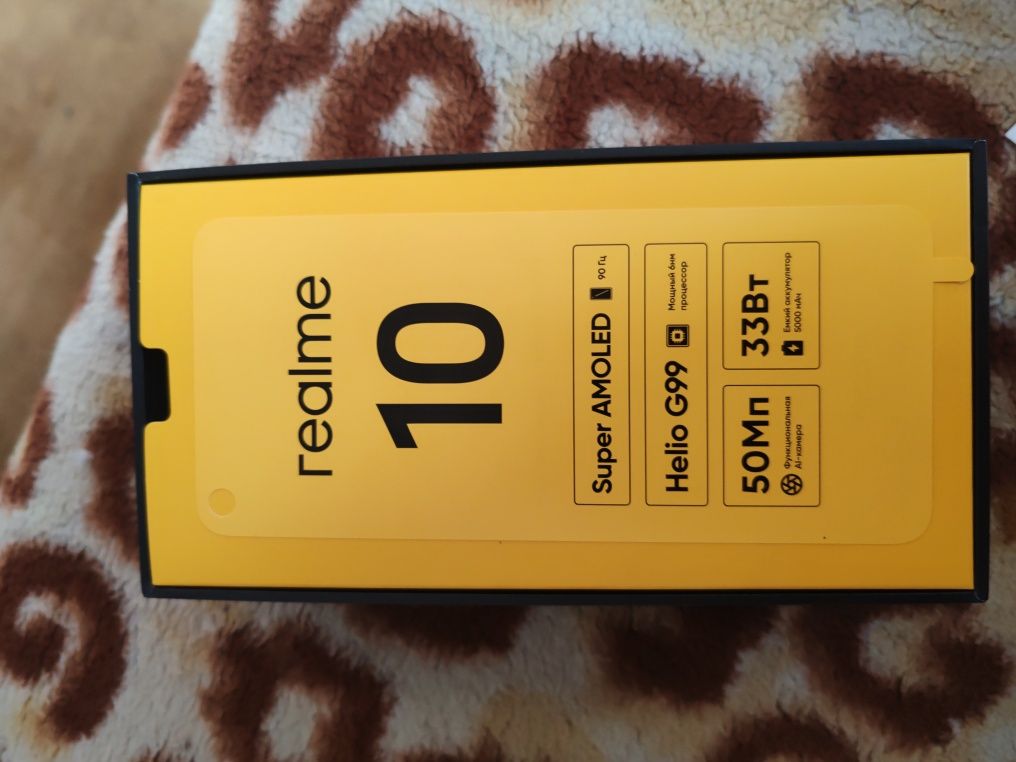 realme
10
Super AMOLED 90 Гц
Helio G99 Мощный 6нм
процессор
50Мп
Функциональная
AI-камера
33Вт
Емкий аккумулятор
5000 мАч